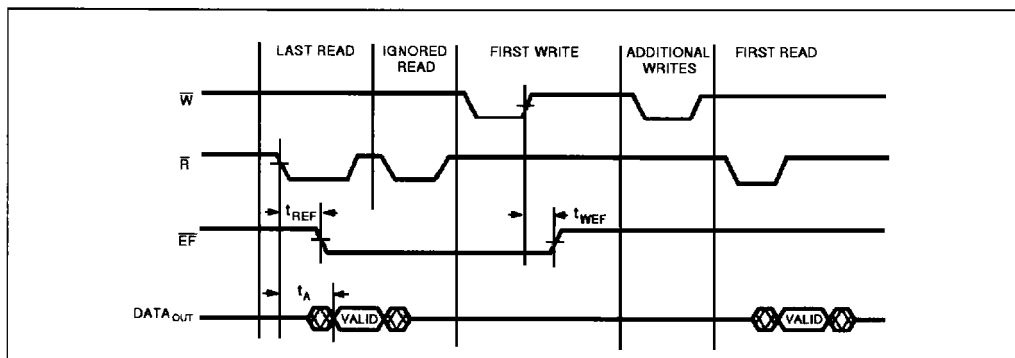 LAST READ
IGNORED
READ
FIRST WRITE
ADDITIONAL
WRITES
FIRST READ
W
R
tREF
tWEF
EF
tA
DATAOUT
VALID
VALID